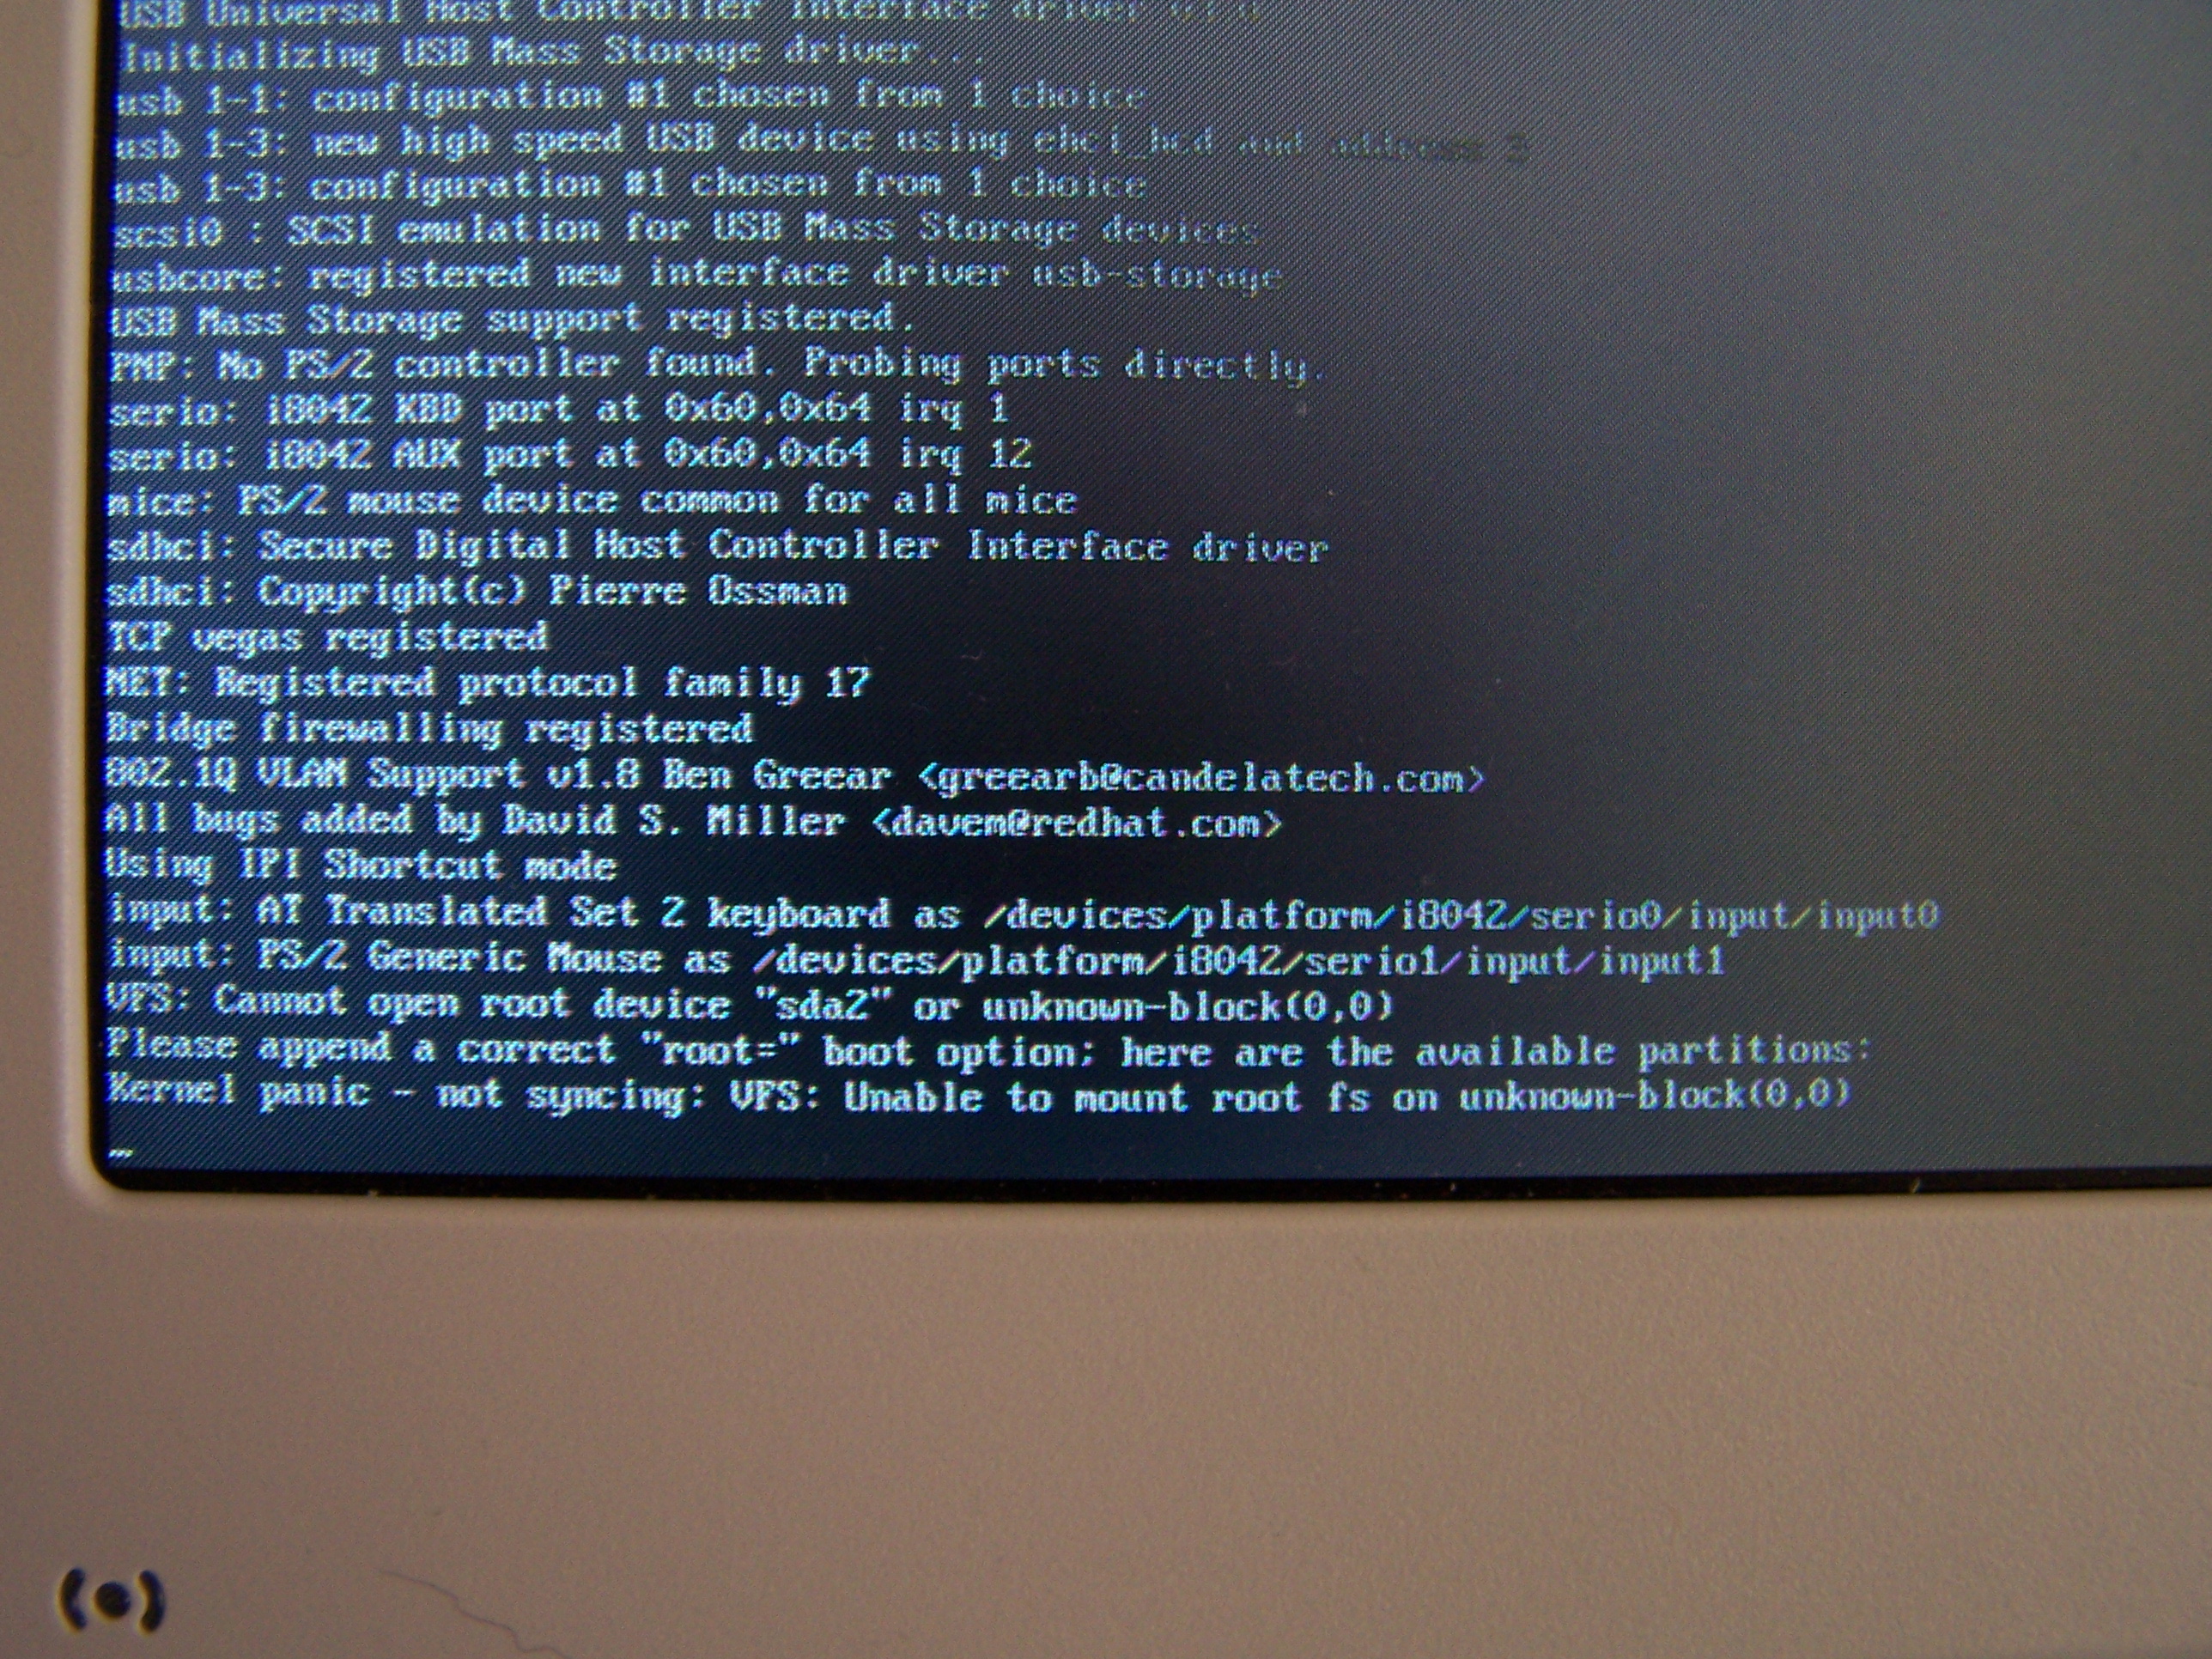 USB Universal Host Controller Interface driver
Initializing USB Mass Storage driver...
usb 1-1: configuration #1 chosen from 1 choice
usb 1-3: new high speed USB device using ehci_hcd and address
usb 1-3: configuration #1 chosen from 1 choice
scsi0 : SCSI emulation for USB Mass Storage devices
usbcore: registered new interface driver usb-storage
USB Mass Storage support registered.
PNP: No PS/2 controller found. Probing ports directly.
serio: i8042 KBD port at 0x60,0x64 irq 1
serio: i8042 AUX port at 0x60,0x64 irq 12
mice: PS/2 mouse device common for all mice
sdhci: Secure Digital Host Controller Interface driver
sdhci: Copyright(c) Pierre Ossman
TCP vegas registered
NET: Registered protocol family 17
Bridge firewalling registered
802.1Q VLAN Support v1.8 Ben Greear <greearb@candelatech.com>
All bugs added by David S. Miller <davem@redhat.com>
Using IPI Shortcut mode
input: AT Translated Set 2 keyboard as /devices/platform/i8042/serio0/input/input0
input: PS/2 Generic Mouse as /devices/platform/i8042/serio1/input/input1
VFS: Cannot open root device "sda2" or unknown-block(0,0)
Please append a correct "root=" boot option; here are the available partitions:
Kernel panic - not syncing: VFS: Unable to mount root fs on unknown-block(0,0)